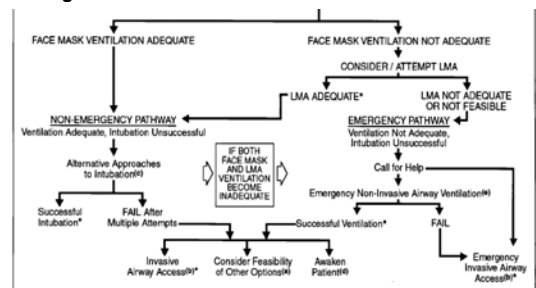 FACE MASK VENTILATION ADEQUATE
FACE MASK VENTILATION NOT ADEQUATE
CONSIDER / ATTEMPT LMA
LMA ADEQUATE*
LMA NOT ADEQUATE
OR NOT FEASIBLE
NON-EMERGENCY PATHWAY
Ventilation Adequate, Intubation Unsuccessful
EMERGENCY PATHWAY
Ventilation Not Adequate,
Intubation Unsuccessful
Alternative Approaches
to Intubation(c)
IF BOTH
FACE MASK
AND LMA
VENTILATION
BECOME
INADEQUATE
Call for Help
Emergency Non-Invasive Airway Ventilation(e)
Successful
Intubation*
FAIL After
Multiple Attempts
Successful Ventilation*
FAIL
Invasive
Airway Access(b)*
Consider Feasibility
of Other Options(a)
Awaken
Patient(d)
Emergency
Invasive Airway
Access(b)*